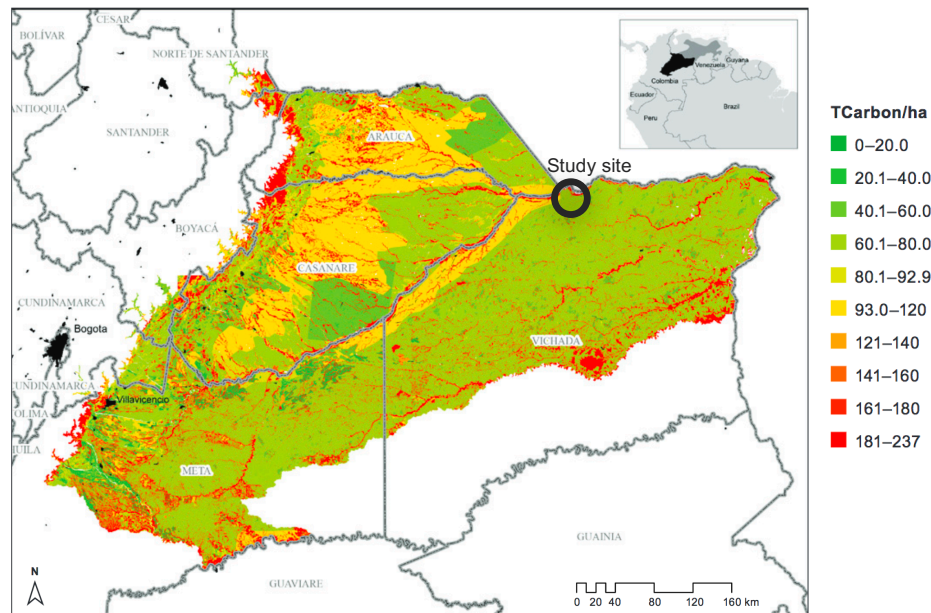 CESAR
BOLÍVAR
NORTE DE SANTANDER
ANTIOQUIA
SANTANDER
ARAUCA
Study site
BOYACÁ
CASANARE
CUNDINAMARCA
Bogota
VICHADA
CUNDINAMARCA
Villavicencio
TOLIMA
HUILA
META
GUAINIA
GUAVIARE
N
0 20 40 80 120 160 km
Venezuela
Guyana
Colombia
Ecuador
Peru
Brazil
TCarbon/ha
0–20.0
20.1–40.0
40.1–60.0
60.1–80.0
80.1–92.9
93.0–120
121–140
141–160
161–180
181–237